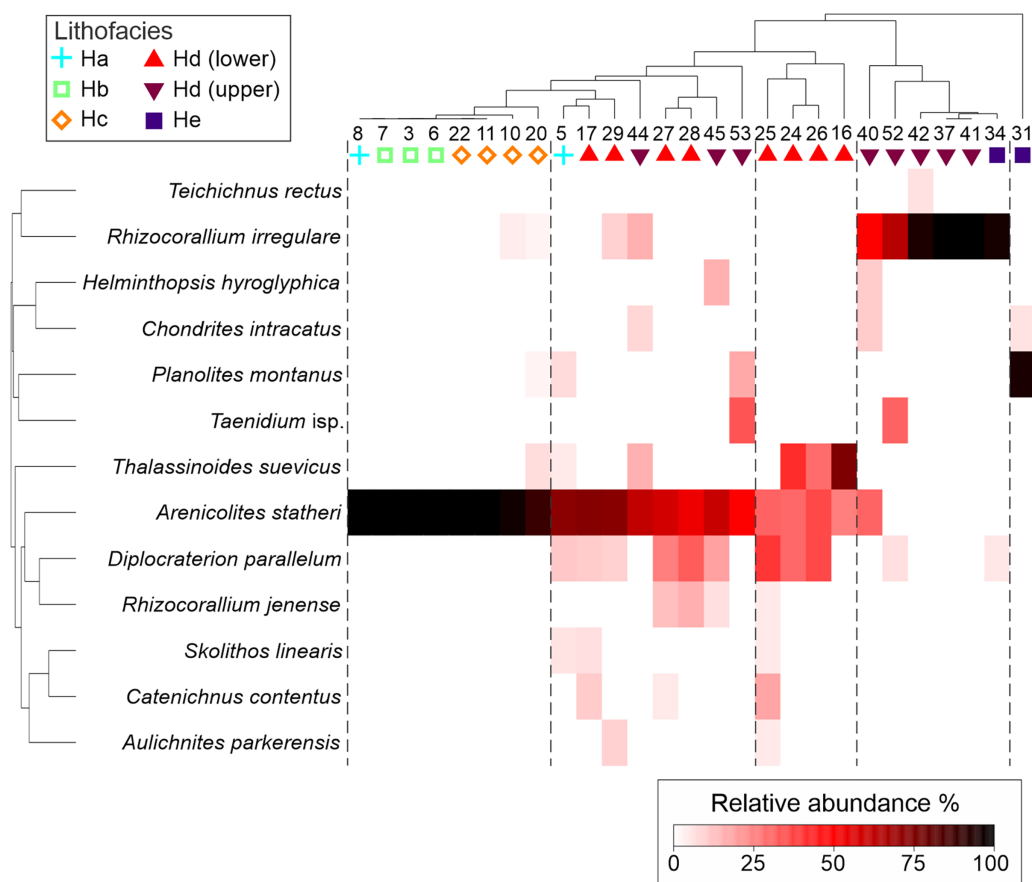 Lithofacies
Ha Hd (lower)
Hb Hd (upper)
Hc He
8 7 3 6 22 11 10 20 5 17 29 44 27 28 45 53 25 24 26 16 40 52 42 37 41 34 31
Teichichnus rectus
Rhizocorallium irregulare
Helminthopsis hyroglyphica
Chondrites intracatus
Planolites montanus
Taenidium isp.
Thalassinoides suevicus
Arenicolites statheri
Diplocraterion parallelum
Rhizocorallium jenense
Skolithos linearis
Catenichnus contentus
Aulichnites parkerensis
Relative abundance %
0 25 50 75 100